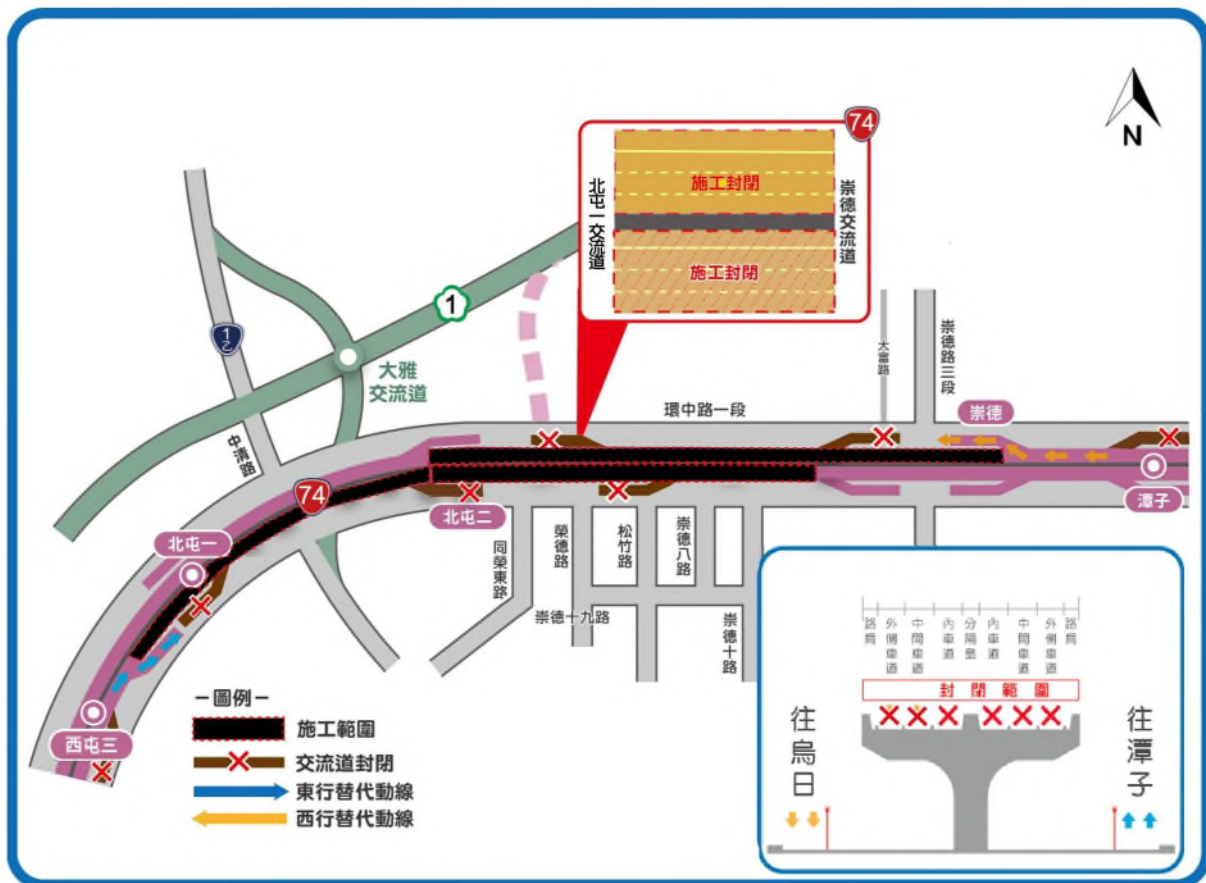 N
74
施工封閉
施工封閉
北屯一交流道
崇德交流道
1
1乙
大雅
交流道
中清路
環中路一段
大富路
崇德路三段
崇德
潭子
74
北屯一
北屯二
西屯三
同榮東路
榮德路
松竹路
崇德八路
崇德十九路
崇德十路
－圖例－
施工範圍
交流道封閉
東行替代動線
西行替代動線
路肩
外側車道
中間車道
內車道
分隔島
內車道
中間車道
外側車道
路肩
封閉範圍
往烏日
往潭子